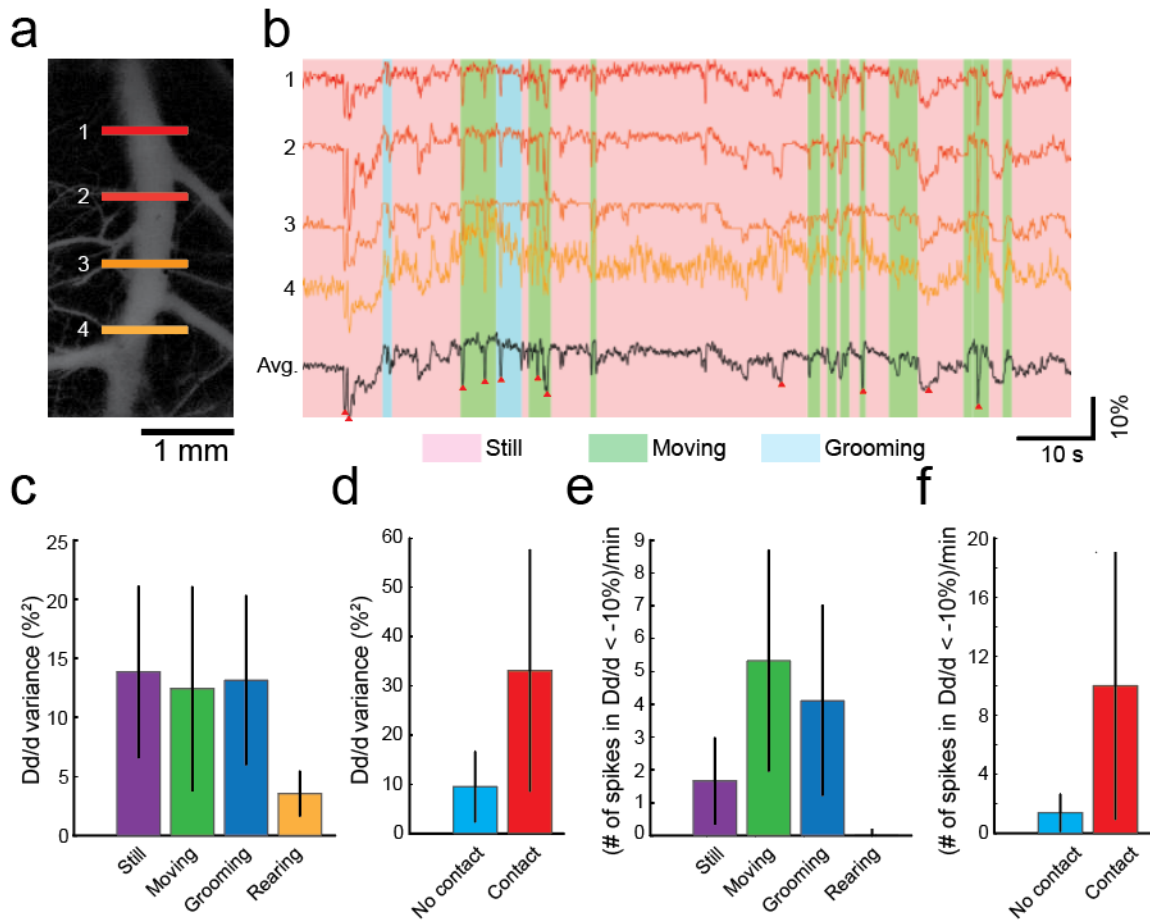 a
1
2
3
4
1 mm
b
1
2
3
4
Avg.
10%
10 s
Still
Moving
Grooming
c
Dd/d variance (%²)
25
20
15
10
5
0
Still
Moving
Grooming
Rearing
d
Dd/d variance (%²)
60
50
40
30
20
10
0
No contact
Contact
e
(# of spikes in Dd/d < -10%)/min
9
8
7
6
5
4
3
2
1
0
Still
Moving
Grooming
Rearing
f
(# of spikes in Dd/d < -10%)/min
20
16
12
8
4
0
No contact
Contact